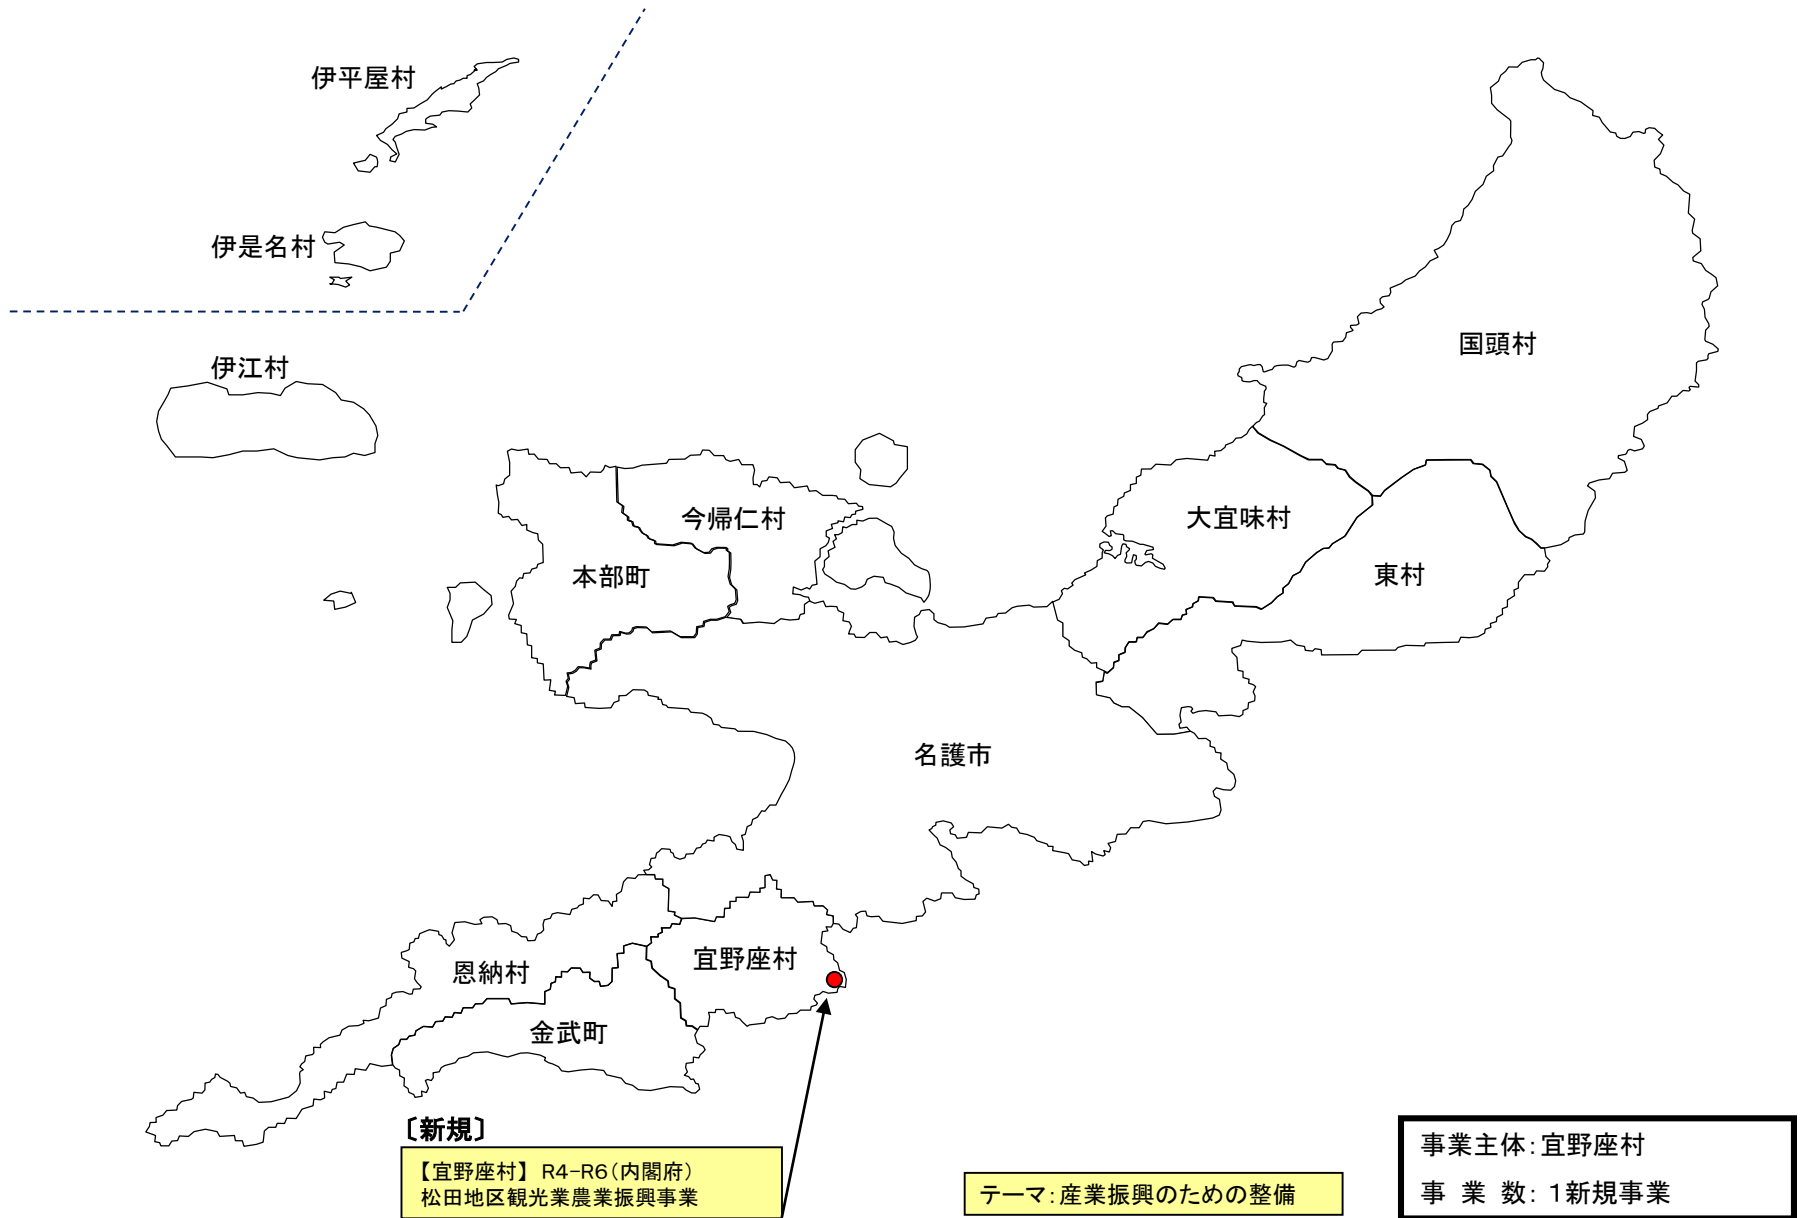 伊平屋村
伊是名村
伊江村
国頭村
今帰仁村
大宜味村
本部町
東村
名護市
宜野座村
恩納村
金武町
〔新規〕
【宜野座村】 R4-R6(内閣府)
松田地区観光業農業振興事業
テーマ:産業振興のための整備
事業主体:宜野座村
事 業 数: 1新規事業